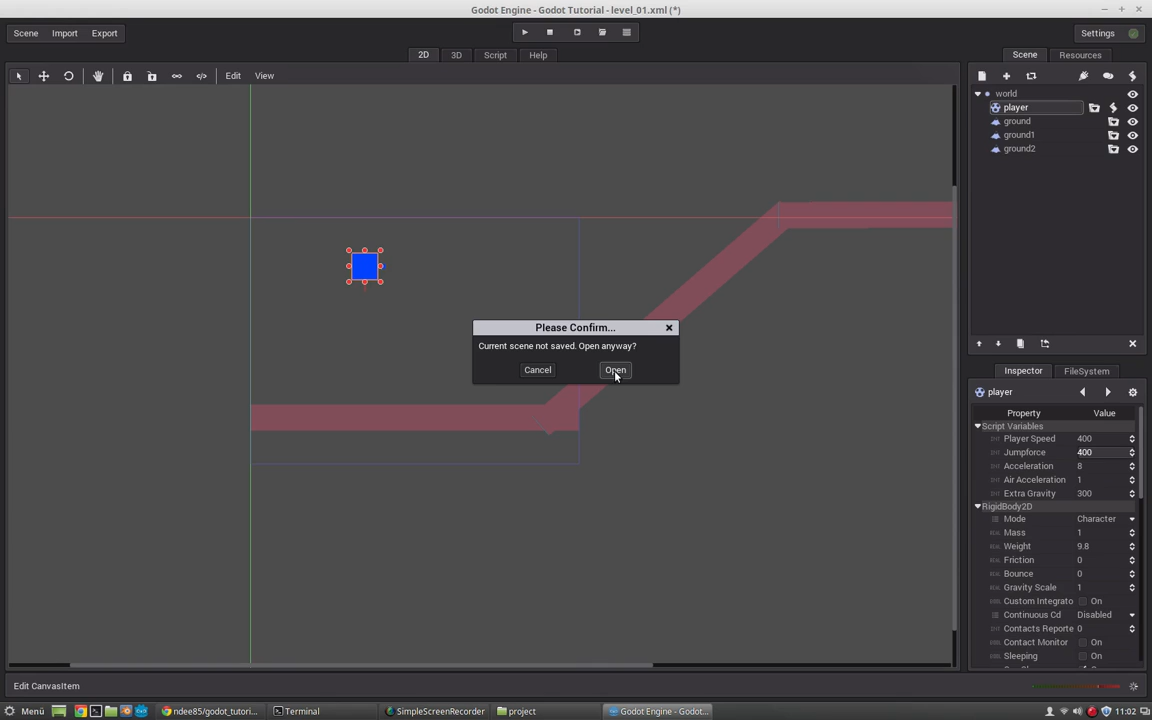 Godot Engine - Godot Tutorial - level_01.xml (*)
Scene Import Export
Settings
2D 3D Script Help
Scene Resources
Edit View
world
player
ground
ground1
ground2
Please Confirm...
Current scene not saved. Open anyway?
Cancel Open
Inspector FileSystem
player
Property Value
Script Variables
Player Speed 400
Jumpforce 400
Acceleration 8
Air Acceleration 1
Extra Gravity 300
RigidBody2D
Mode Character
Mass 1
Weight 9.8
Friction 0
Bounce 0
Gravity Scale 1
Custom Integrato On
Continuous Cd Disabled
Contacts Reporte 0
Contact Monitor On
Sleeping On
Edit CanvasItem
Menü ndee85/godot_tutori... Terminal SimpleScreenRecorder project Godot Engine - Godot... 11:02